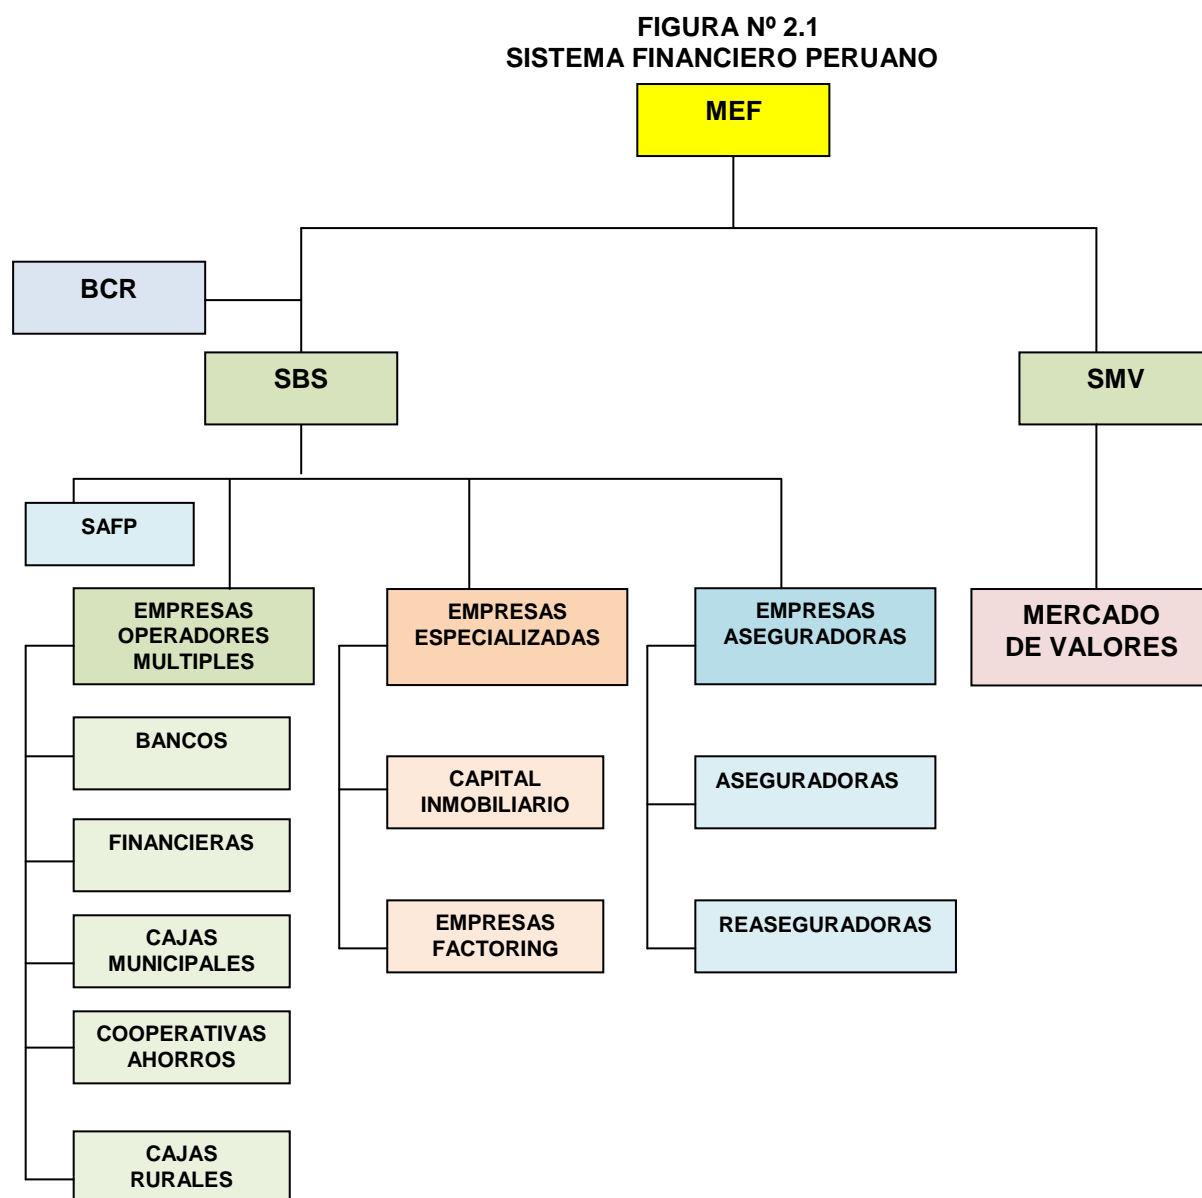 FIGURA Nº 2.1
SISTEMA FINANCIERO PERUANO
MEF
BCR
SBS
SMV
SAFP
EMPRESAS
OPERADORES
MULTIPLES
EMPRESAS
ESPECIALIZADAS
EMPRESAS
ASEGURADORAS
MERCADO
DE VALORES
BANCOS
CAPITAL
INMOBILIARIO
ASEGURADORAS
FINANCIERAS
CAJAS
MUNICIPALES
EMPRESAS
FACTORING
REASEGURADORAS
COOPERATIVAS
AHORROS
CAJAS
RURALES